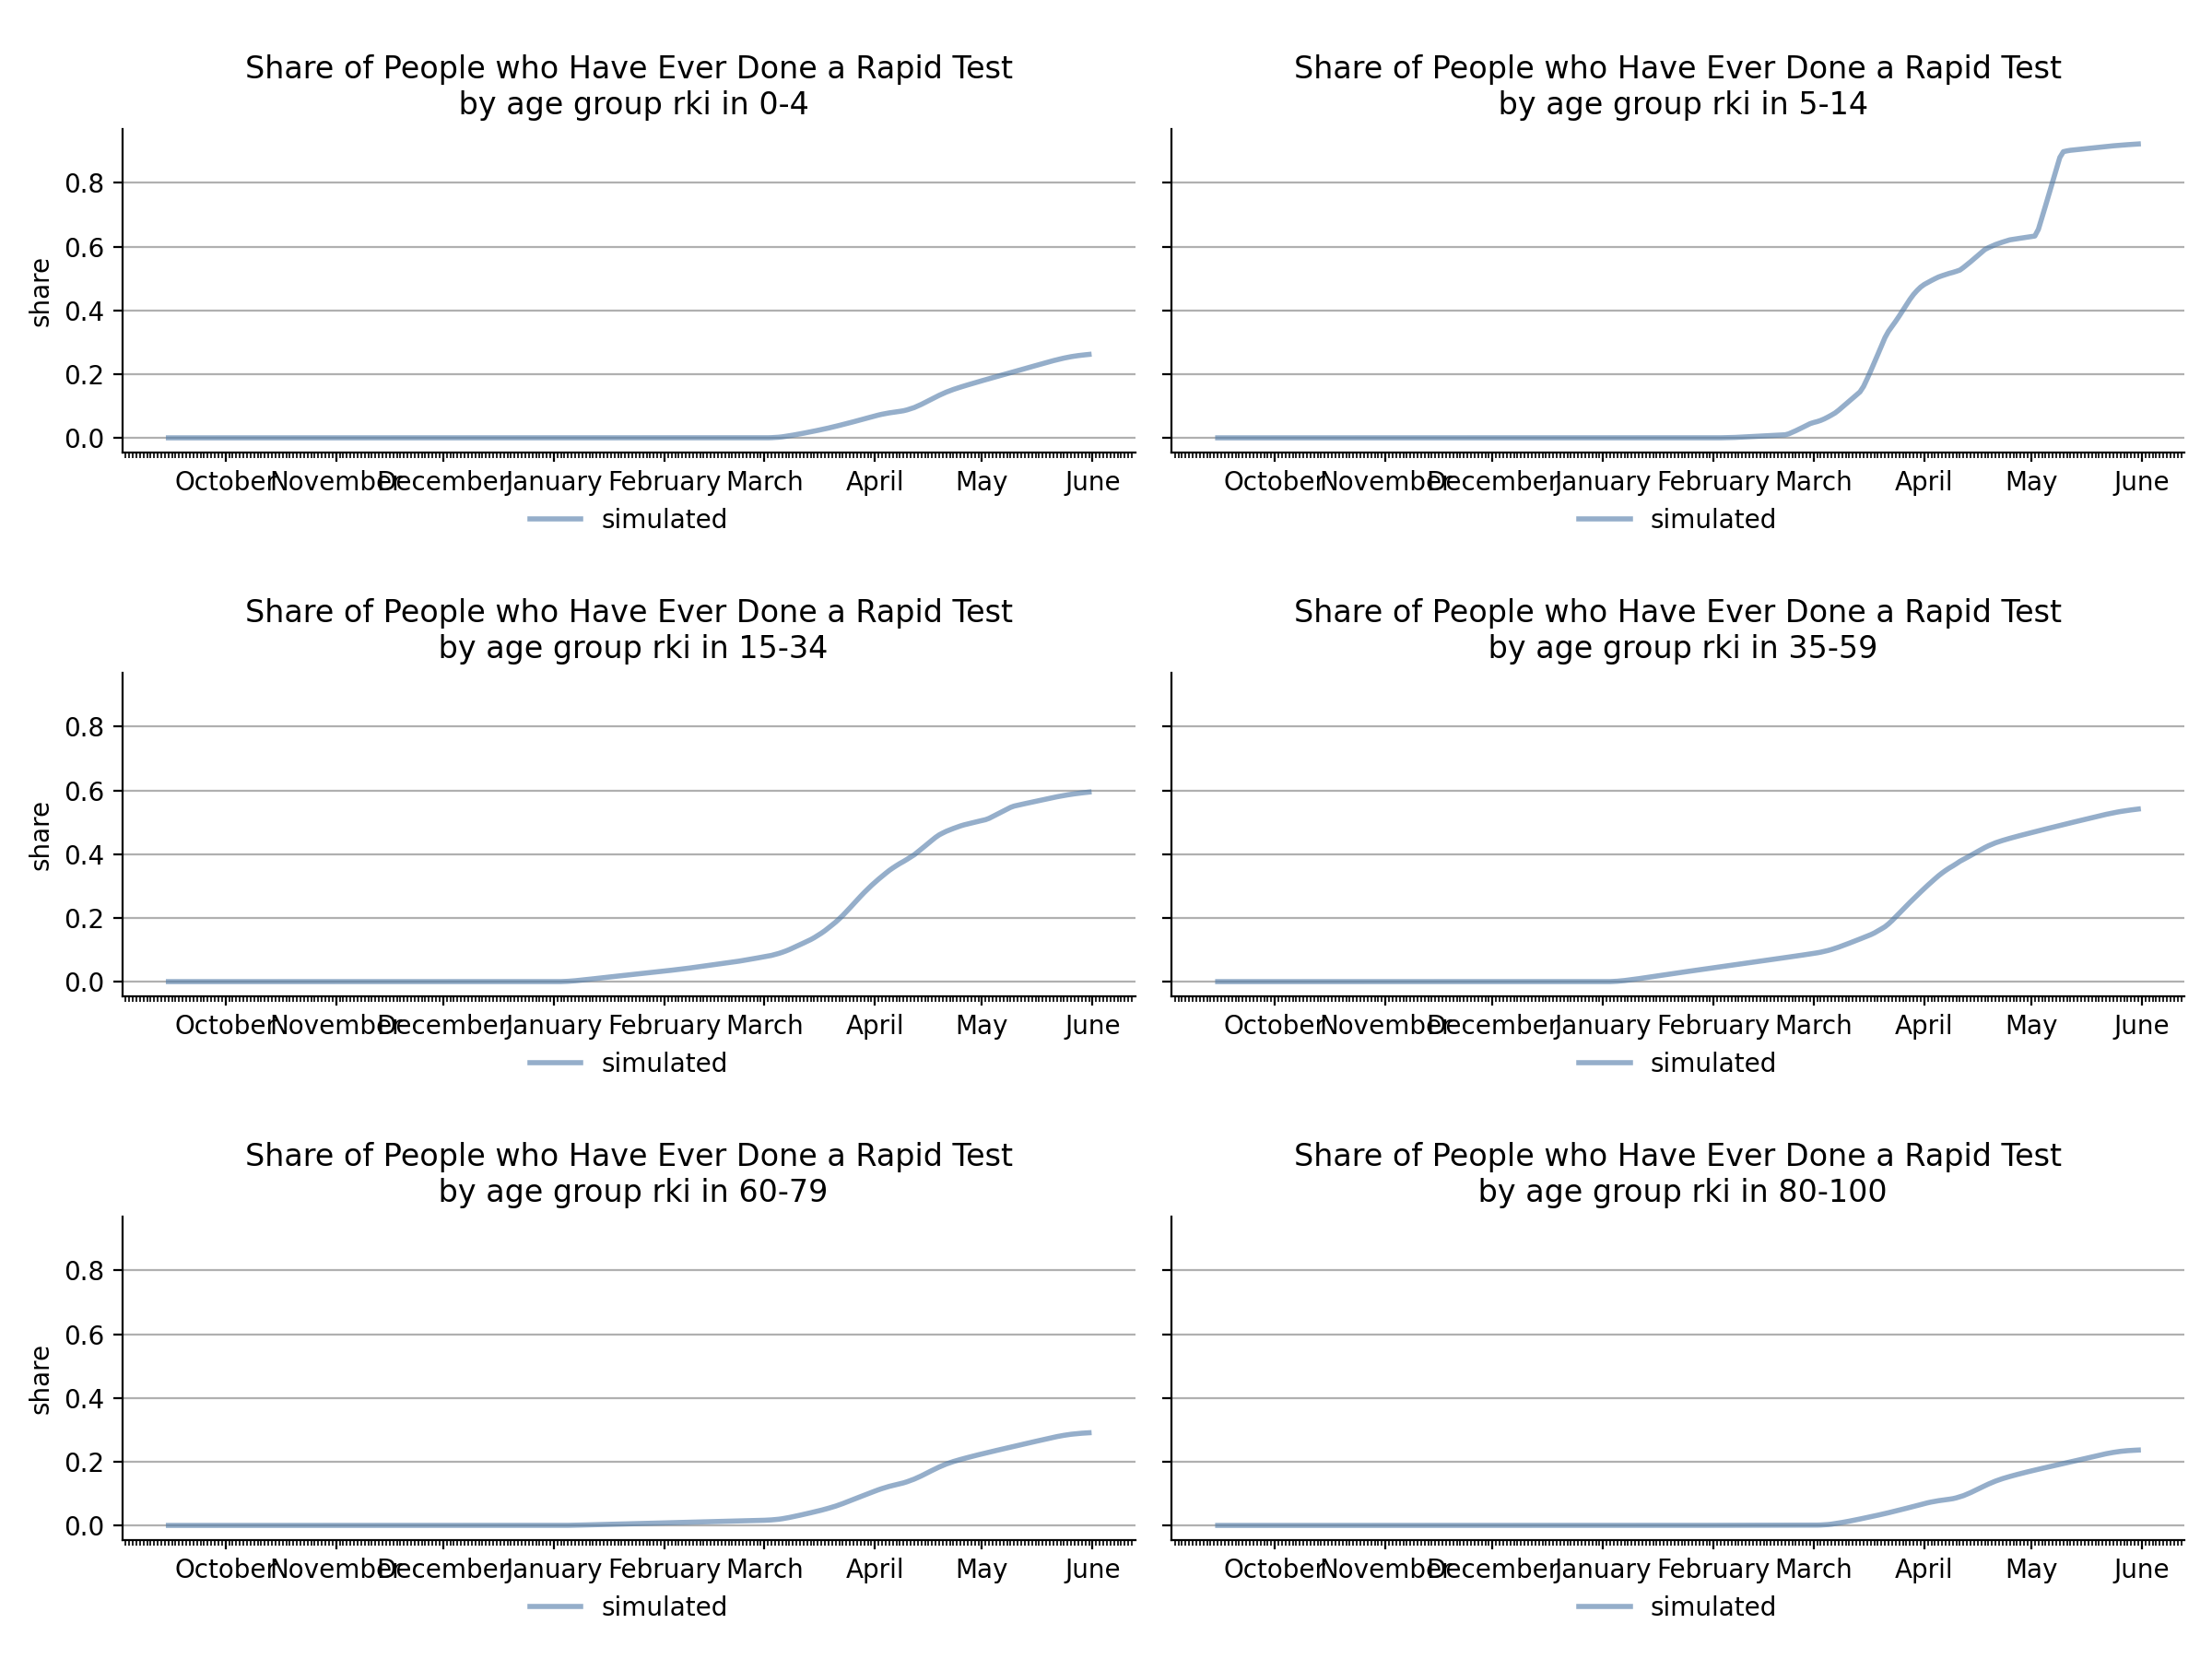 Share of People who Have Ever Done a Rapid Test
by age group rki in 0-4
share
0.8
0.6
0.4
0.2
0.0
October November December January February March April May June
simulated
Share of People who Have Ever Done a Rapid Test
by age group rki in 5-14
October November December January February March April May June
simulated
Share of People who Have Ever Done a Rapid Test
by age group rki in 15-34
share
0.8
0.6
0.4
0.2
0.0
October November December January February March April May June
simulated
Share of People who Have Ever Done a Rapid Test
by age group rki in 35-59
October November December January February March April May June
simulated
Share of People who Have Ever Done a Rapid Test
by age group rki in 60-79
share
0.8
0.6
0.4
0.2
0.0
October November December January February March April May June
simulated
Share of People who Have Ever Done a Rapid Test
by age group rki in 80-100
October November December January February March April May June
simulated